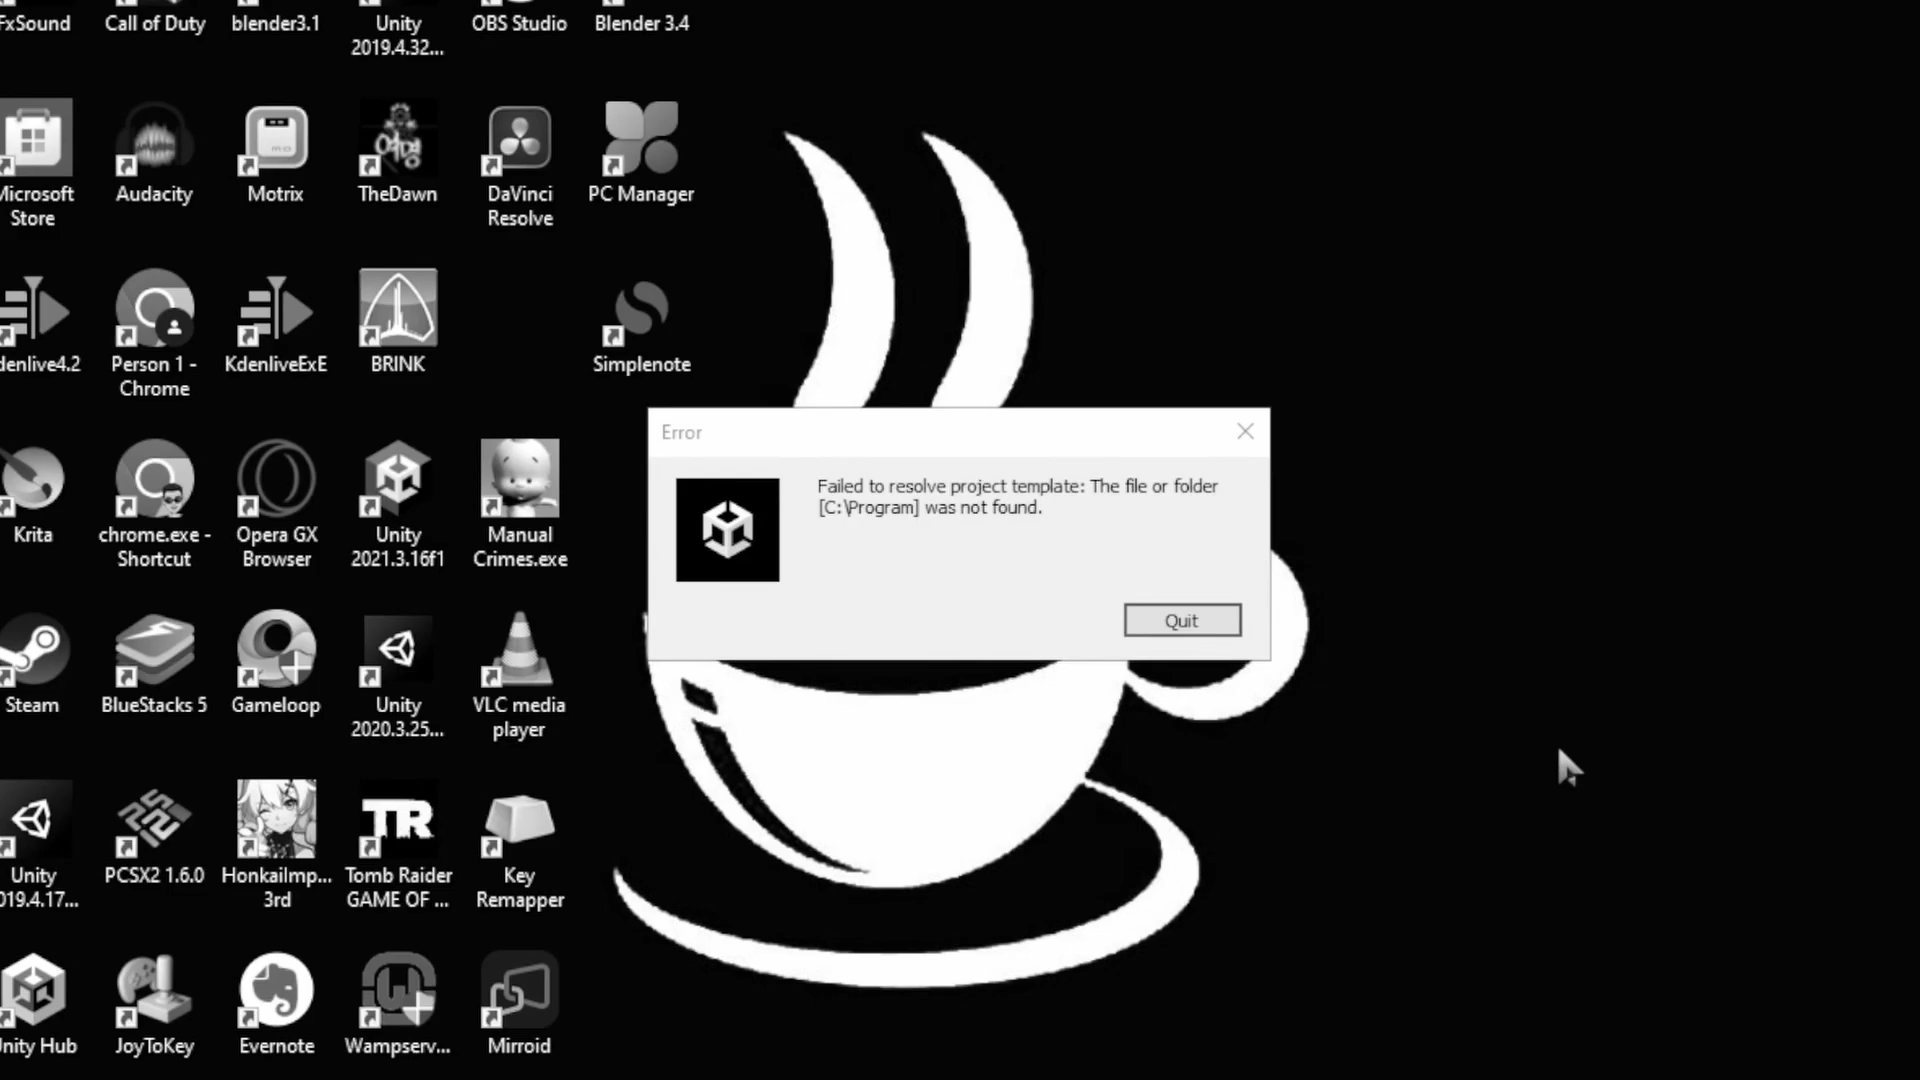 FxSound
Call of Duty
blender3.1
Unity
2019.4.32...
OBS Studio
Blender 3.4
Microsoft
Store
Audacity
Motrix
TheDawn
여명
DaVinci
Resolve
PC Manager
denlive4.2
Person 1 -
Chrome
KdenliveExE
BRINK
Simplenote
Error
Failed to resolve project template: The file or folder
[C:\Program] was not found.
Quit
Krita
chrome.exe -
Shortcut
Opera GX
Browser
Unity
2021.3.16f1
Manual
Crimes.exe
Steam
BlueStacks 5
Gameloop
Unity
2020.3.25...
VLC media
player
Unity
019.4.17...
PCSX2 1.6.0
HonkaiImp...
3rd
TR
Tomb Raider
GAME OF ...
Key
Remapper
Unity Hub
JoyToKey
Evernote
Wampserv...
Mirroid